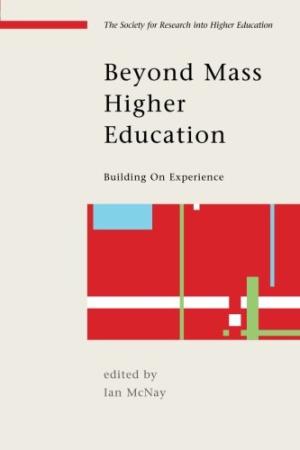 The Society for Research into Higher Education
Beyond Mass
Higher
Education
Building On Experience
edited by
Ian McNay